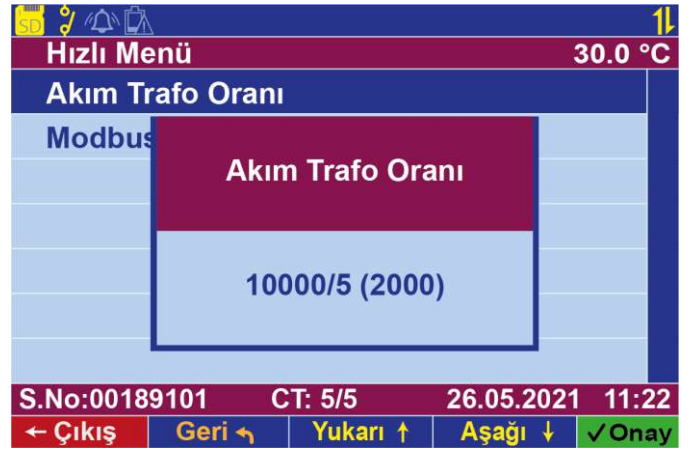 SD
Hızlı Menü 30.0 °C
Akım Trafo Oranı
Modbus
Akım Trafo Oranı
10000/5 (2000)
S.No:00189101 CT: 5/5 26.05.2021 11:22
← Çıkış Geri ↰ Yukarı ↑ Aşağı ↓ ✓Onay